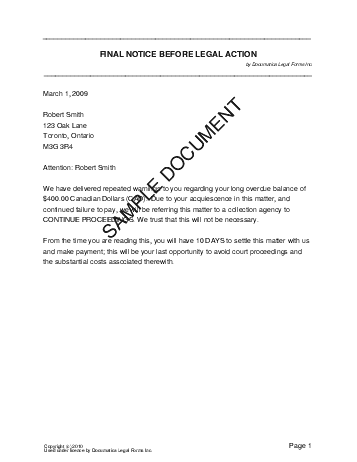 FINAL NOTICE BEFORE LEGAL ACTION
by Documatica Legal Forms Inc
March 1, 2009
Robert Smith
123 Oak Lane
Toronto, Ontario
M3G 3R4
Attention: Robert Smith
We have delivered repeated to you regarding your long overdue balance of
$400.00 Canadian Dollars Due to your acquiescence in this matter, and
continued failure to pay, be referring this matter to a collection agency to
CONTINUE We trust that this will not be necessary.
From the time you are reading this, you will have 10 DAYS to settle this matter with us
and make payment; this will be your last opportunity to avoid court proceedings and
the substantial costs associated therewith.
SAMPLE DOCUMENT
Copyright (c) 2010
Used under licence by Documatica Legal Forms Inc.
Page 1